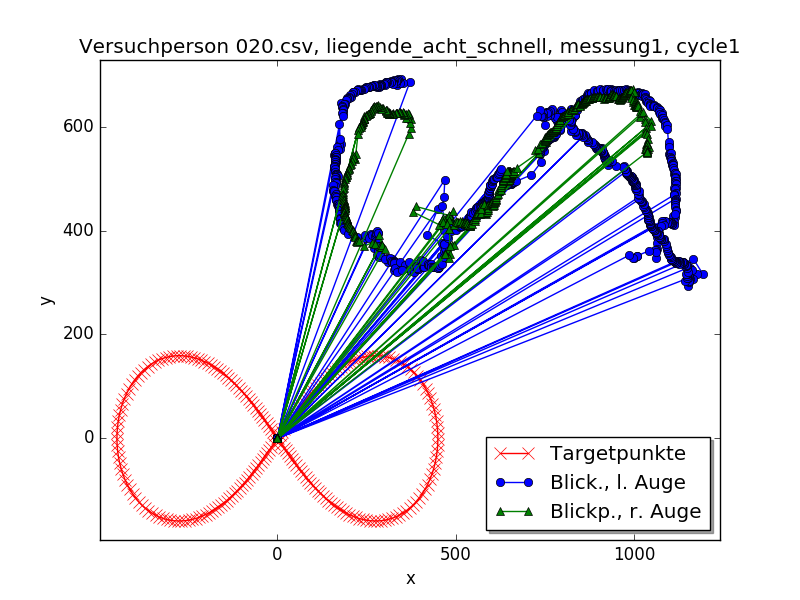 Versuchperson 020.csv, liegende_acht_schnell, messung1, cycle1
600
400
200
0
y
0 500 1000
x
Targetpunkte
Blick., l. Auge
Blickp., r. Auge